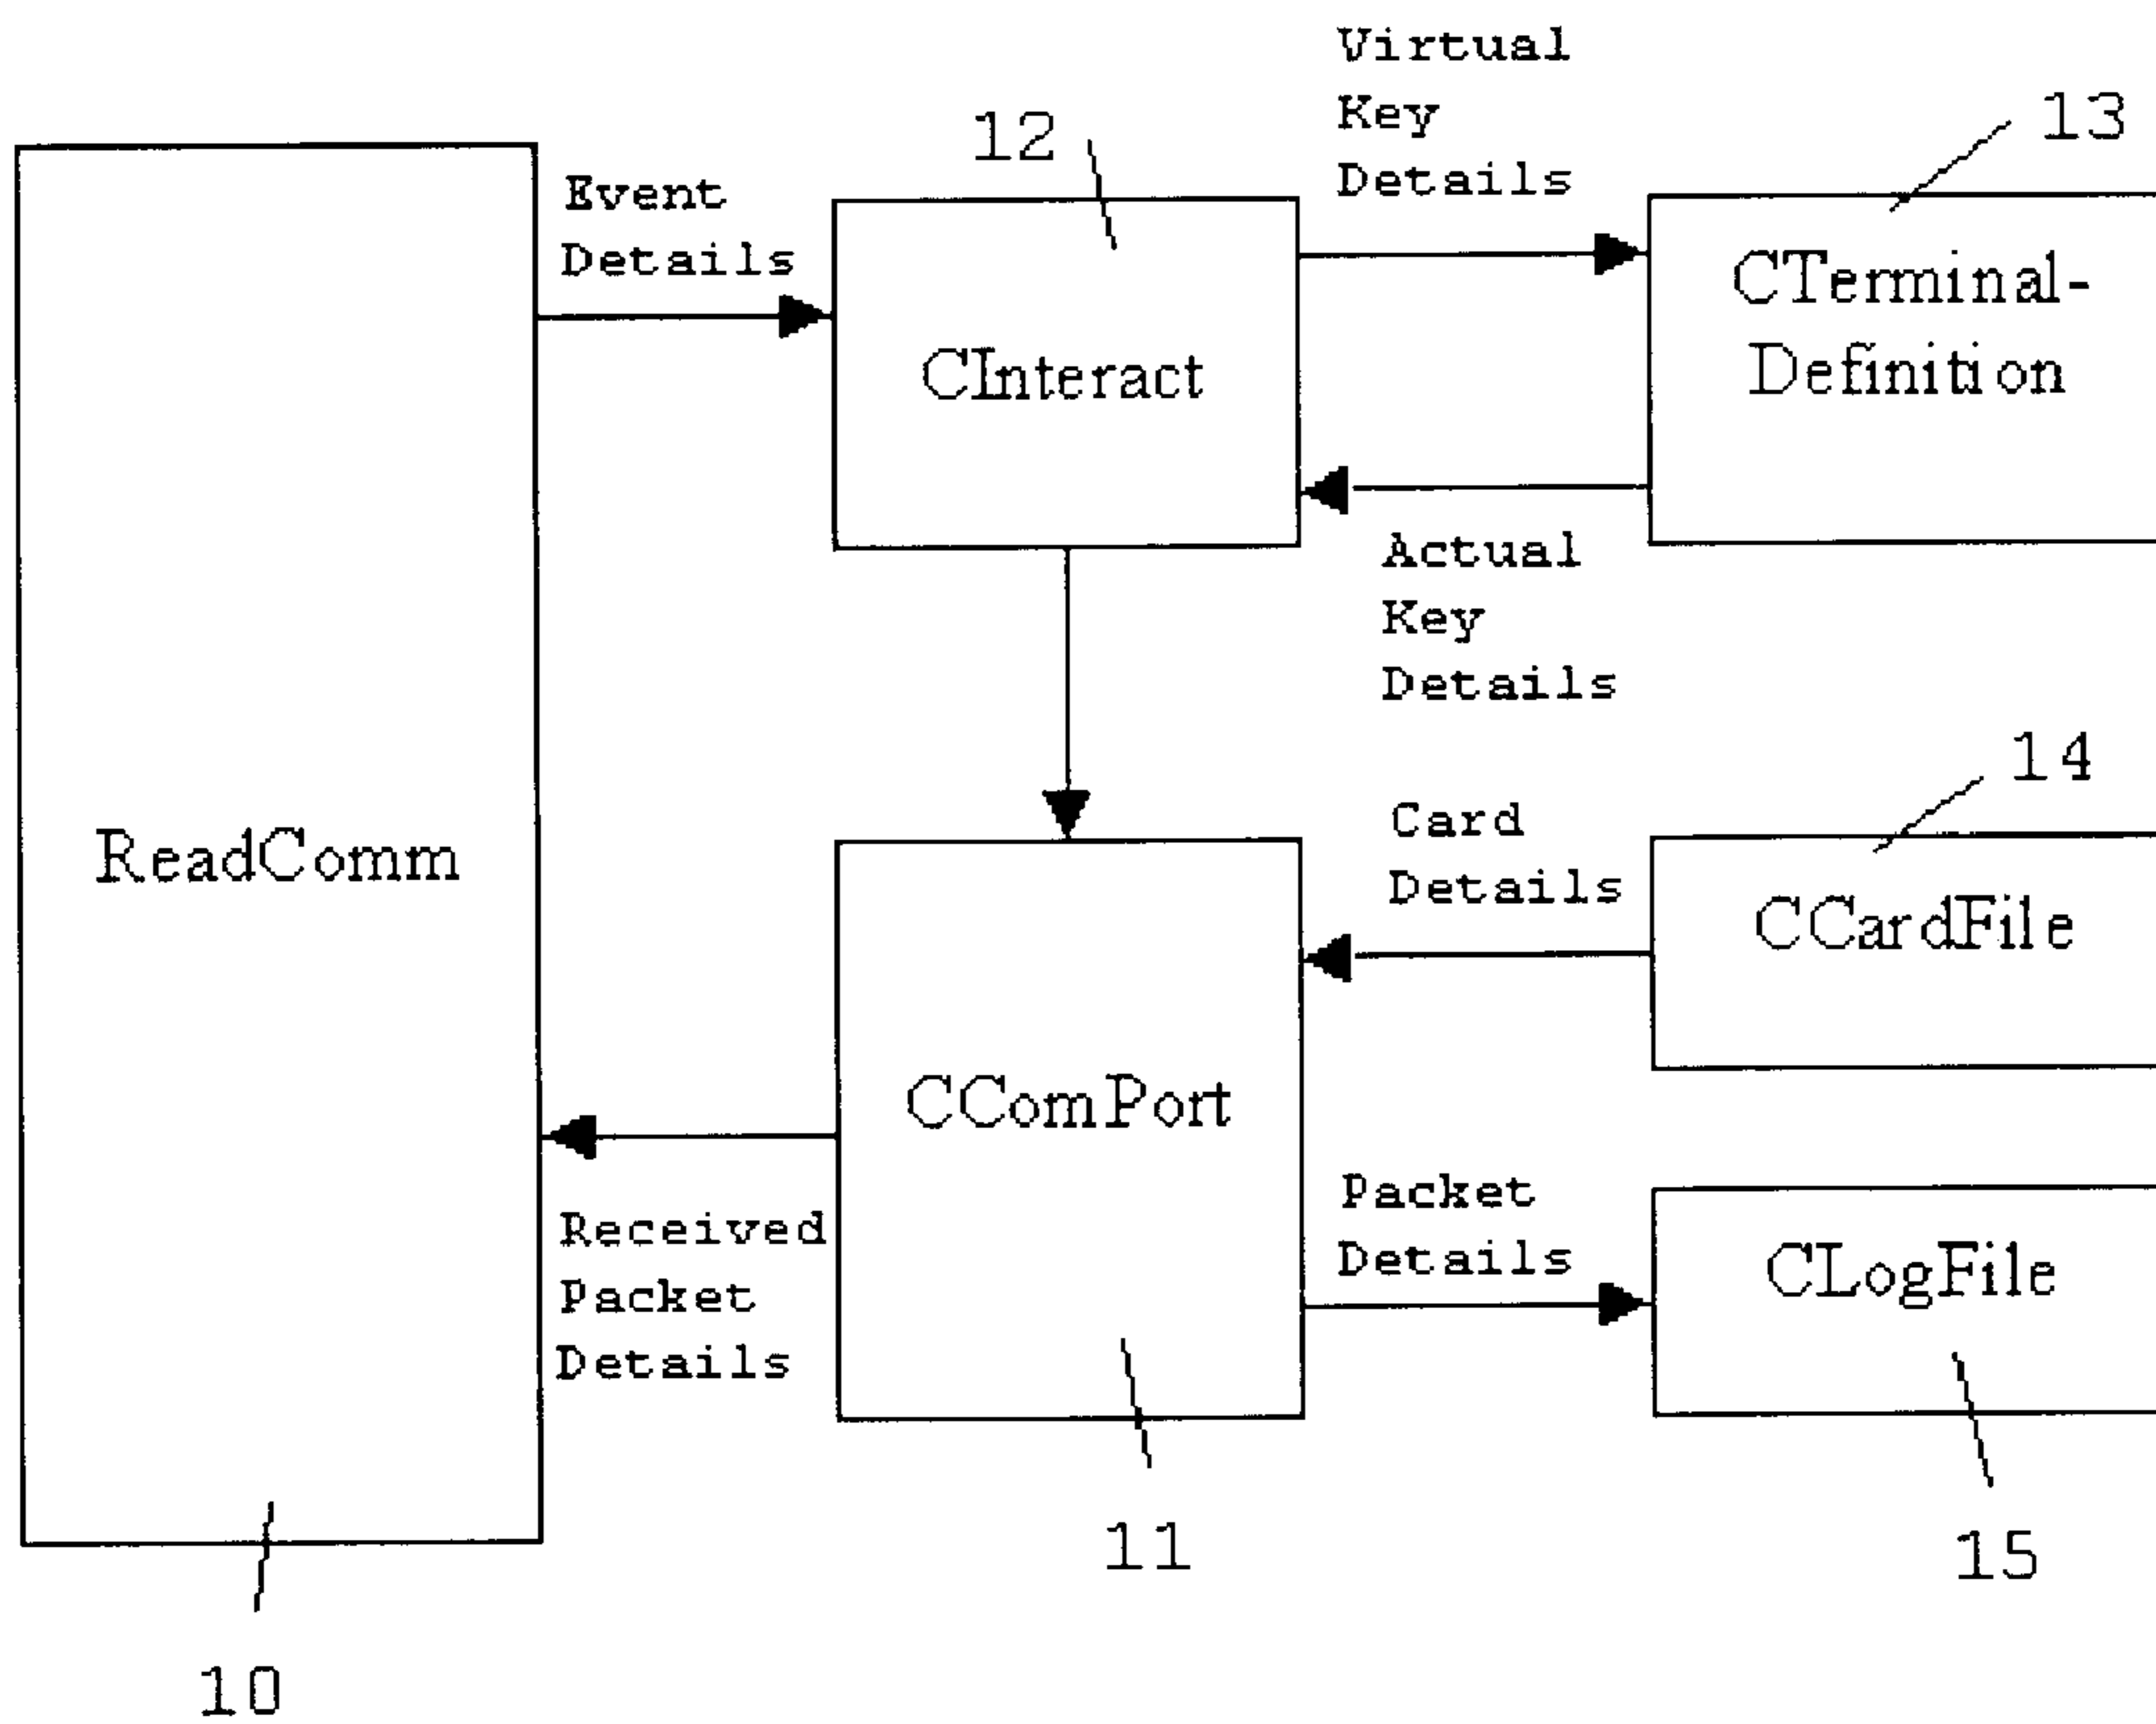 Virtual
Key
Details
13
12
Event
Details
CTerminal-
Definition
CInteract
Actual
Key
Details
14
Card
Details
ReadComm
CCardFile
CComPort
Packet
Details
Received
Packet
Details
CLogFile
11
15
10